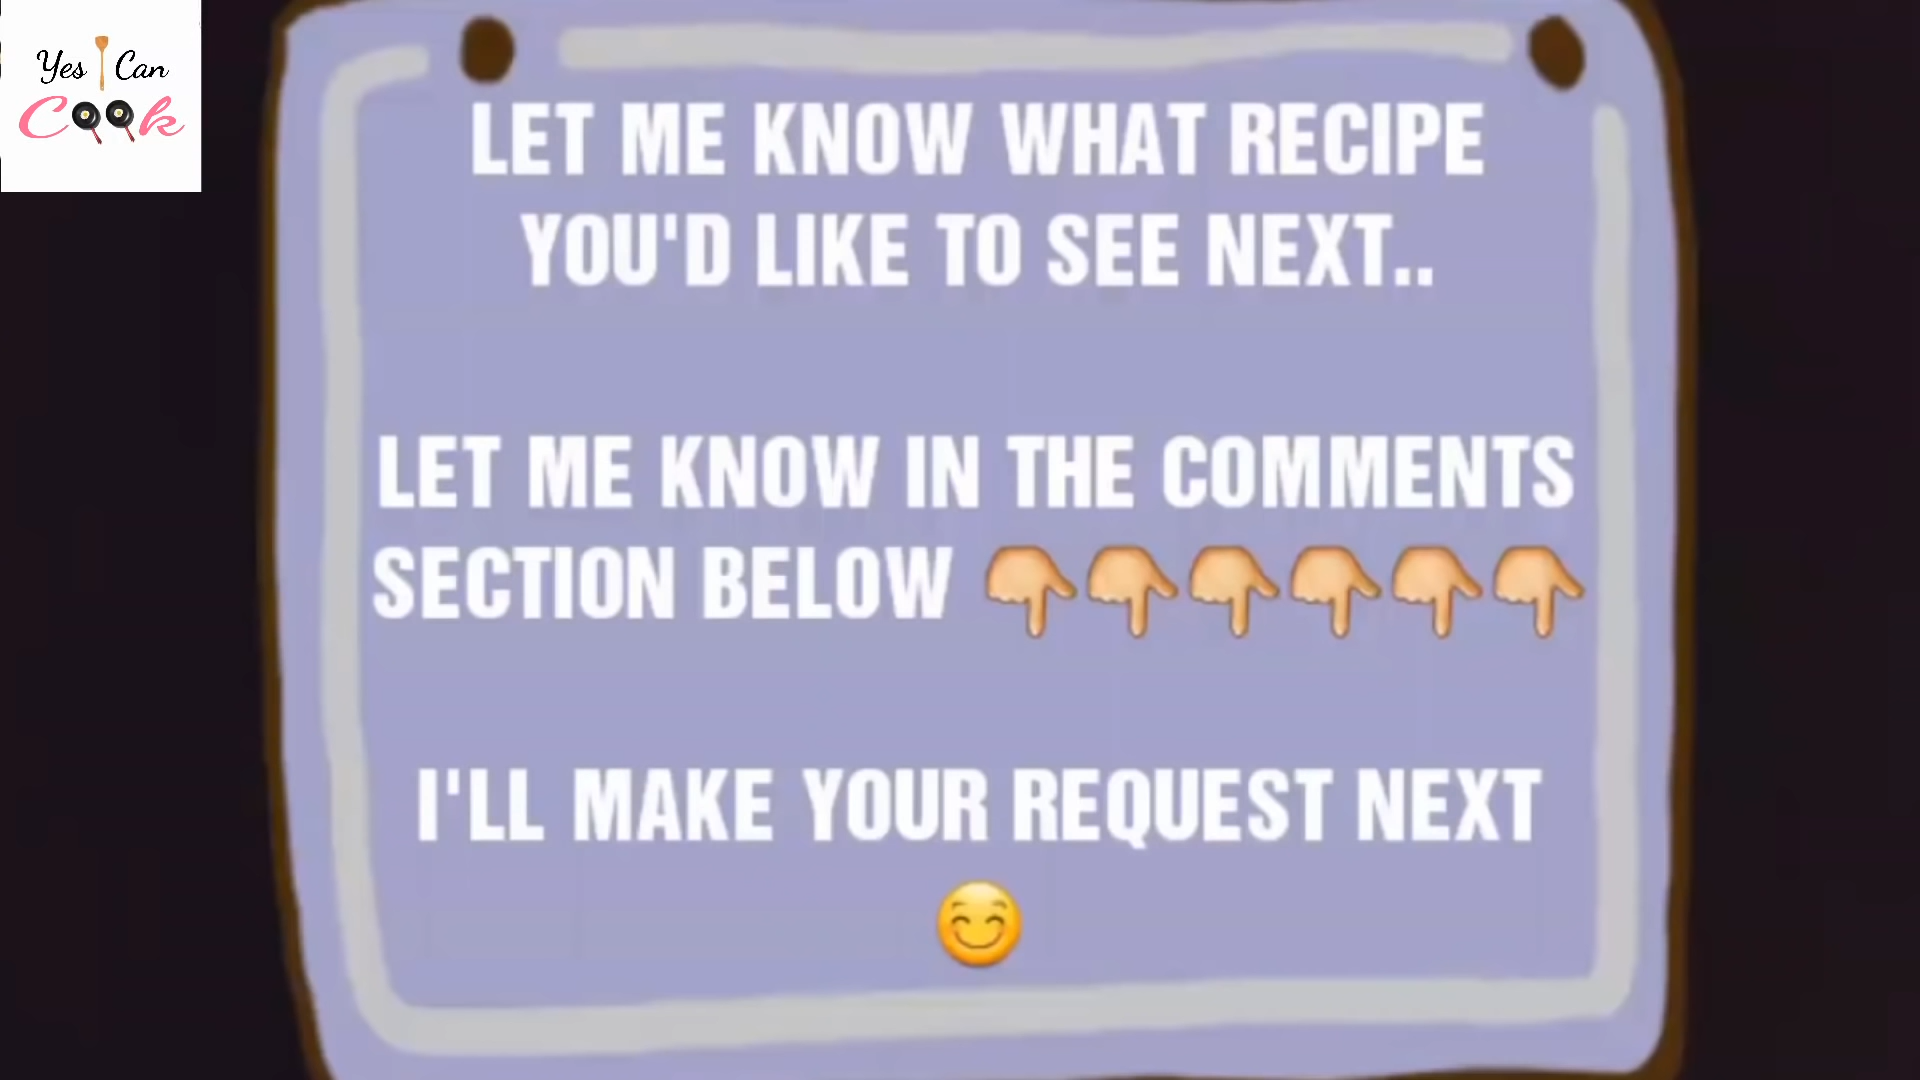 Yes I Can
Cook
LET ME KNOW WHAT RECIPE
YOU'D LIKE TO SEE NEXT..
LET ME KNOW IN THE COMMENTS
SECTION BELOW 👇🏼👇🏼👇🏼👇🏼👇🏼👇🏼
I'LL MAKE YOUR REQUEST NEXT
😊